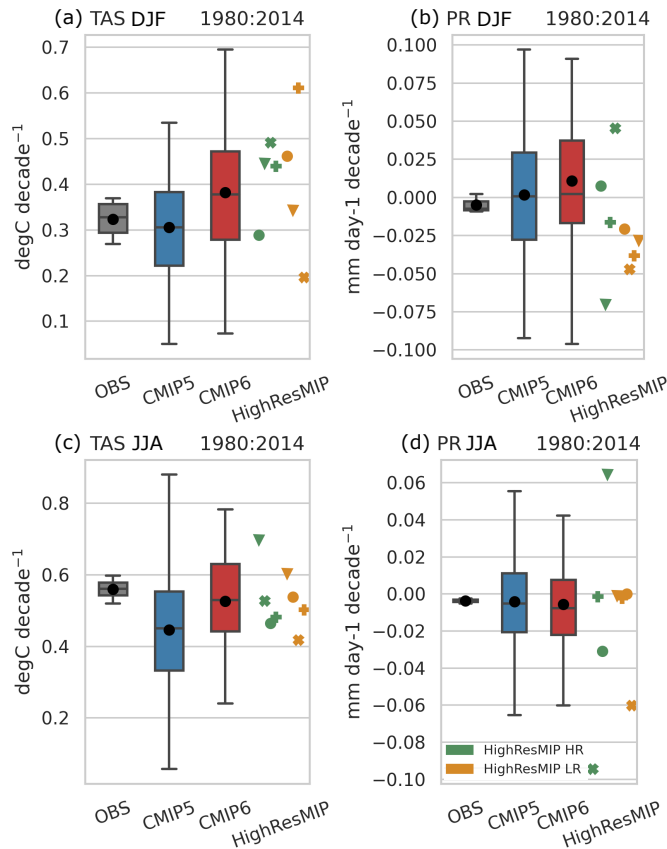 (a) TAS DJF 1980:2014
degC decade⁻¹
0.7
0.6
0.5
0.4
0.3
0.2
0.1
OBS
CMIP5
CMIP6
HighResMIP
(b) PR DJF 1980:2014
mm day-1 decade⁻¹
0.100
0.075
0.050
0.025
0.000
−0.025
−0.050
−0.075
−0.100
OBS
CMIP5
CMIP6
HighResMIP
(c) TAS JJA 1980:2014
degC decade⁻¹
0.8
0.6
0.4
0.2
OBS
CMIP5
CMIP6
HighResMIP
(d) PR JJA 1980:2014
mm day-1 decade⁻¹
0.06
0.04
0.02
0.00
−0.02
−0.04
−0.06
−0.08
−0.10
HighResMIP HR
HighResMIP LR
OBS
CMIP5
CMIP6
HighResMIP